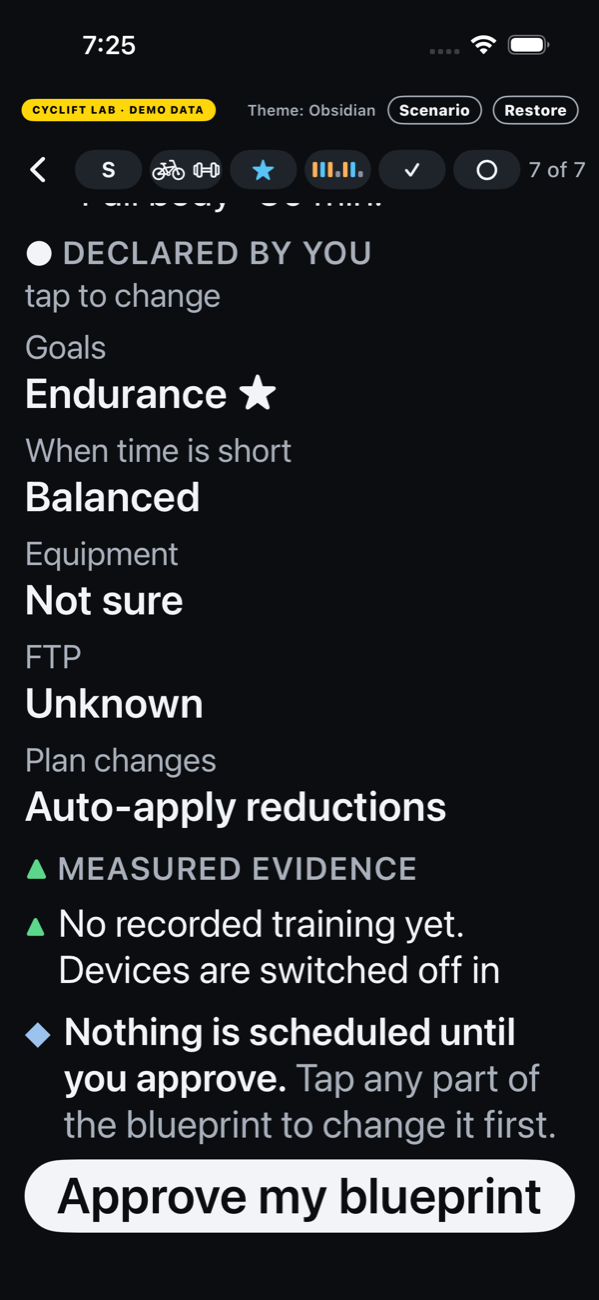 7:25
CYCLIFT LAB · DEMO DATA
Theme: Obsidian
Scenario
Restore
S
7 of 7
DECLARED BY YOU
tap to change
Goals
Endurance ★
When time is short
Balanced
Equipment
Not sure
FTP
Unknown
Plan changes
Auto-apply reductions
MEASURED EVIDENCE
No recorded training yet.
Devices are switched off in
Nothing is scheduled until
you approve. Tap any part of
the blueprint to change it first.
Approve my blueprint